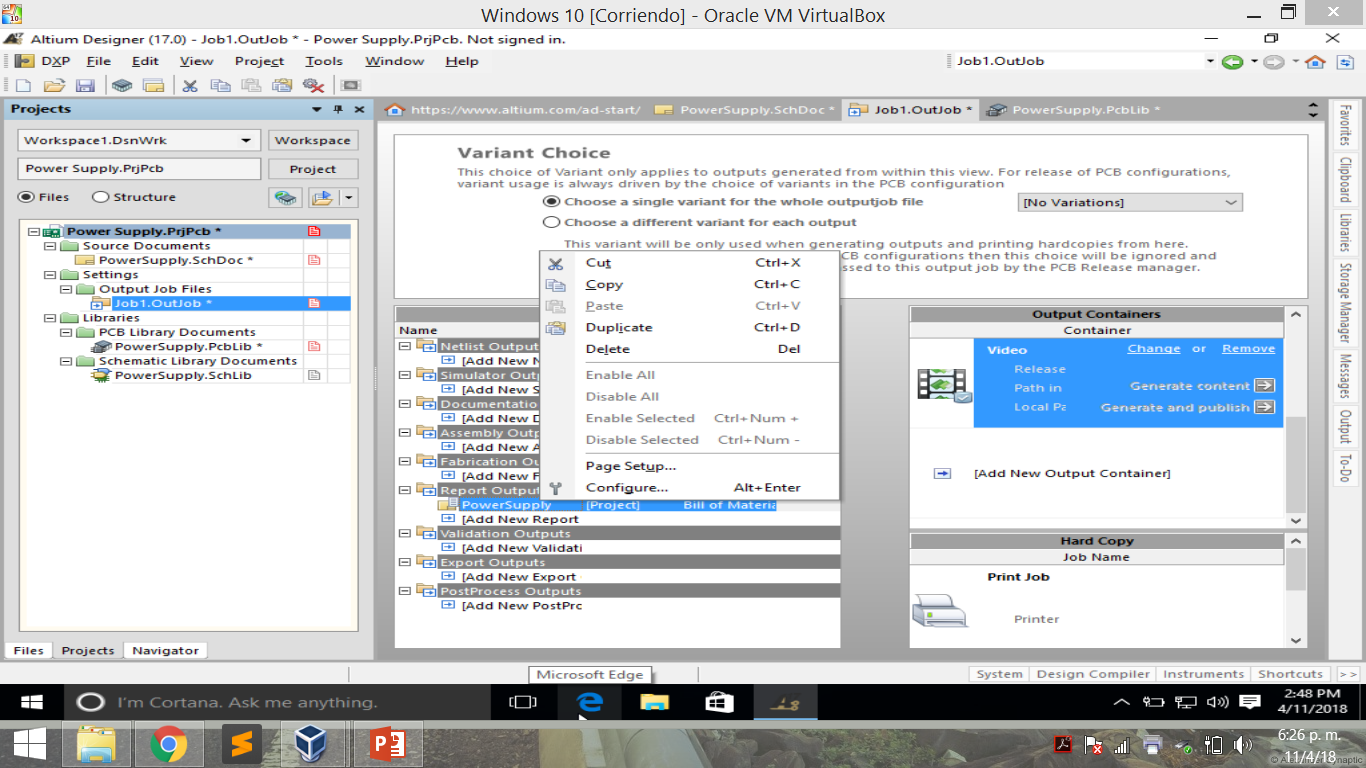 Windows 10 [Corriendo] - Oracle VM VirtualBox
Altium Designer (17.0) - Job1.OutJob * - Power Supply.PrjPcb. Not signed in.
DXP File Edit View Project Tools Window Help
Job1.OutJob
Projects
https://www.altium.com/ad-start/ PowerSupply.SchDoc * Job1.OutJob * PowerSupply.PcbLib *
Workspace1.DsnWrk Workspace
Power Supply.PrjPcb Project
Files Structure
Power Supply.PrjPcb *
Source Documents
PowerSupply.SchDoc *
Settings
Output Job Files
Job1.OutJob *
Libraries
PCB Library Documents
PowerSupply.PcbLib *
Schematic Library Documents
PowerSupply.SchLib
Files Projects Navigator
Variant Choice
This choice of Variant only applies to outputs generated from within this view. For release of PCB configurations,
variant usage is always driven by the choice of variants in the PCB configuration
Choose a single variant for the whole outputjob file
[No Variations]
Choose a different variant for each output
This variant will be only used when generating outputs and printing hardcopies from here.
CB configurations then this choice will be ignored and
ssed to this output job by the PCB Release manager.
Cut Ctrl+X
Copy Ctrl+C
Paste Ctrl+V
Duplicate Ctrl+D
Delete Del
Enable All
Disable All
Enable Selected Ctrl+Num +
Disable Selected Ctrl+Num -
Page Setup...
Configure... Alt+Enter
Name
Netlist Output
[Add New N
Simulator Outp
[Add New S
Documentatio
[Add New D
Assembly Outp
[Add New A
Fabrication Ou
[Add New F
Report Output
PowerSupply [Project] Bill of Materia
[Add New Report
Validation Outputs
[Add New Validati
Export Outputs
[Add New Export
PostProcess Outputs
[Add New PostPrc
Output Containers
Container
Video Change or Remove
Release
Path in Generate content
Local Pa Generate and publish
[Add New Output Container]
Hard Copy
Job Name
Print Job
Printer
Favorites
Clipboard
Libraries
Storage Manager
Messages
Output
To-Do
Microsoft Edge
System Design Compiler Instruments Shortcuts >>
I'm Cortana. Ask me anything.
2:48 PM
4/11/2018
6:26 p. m.
11/4/18